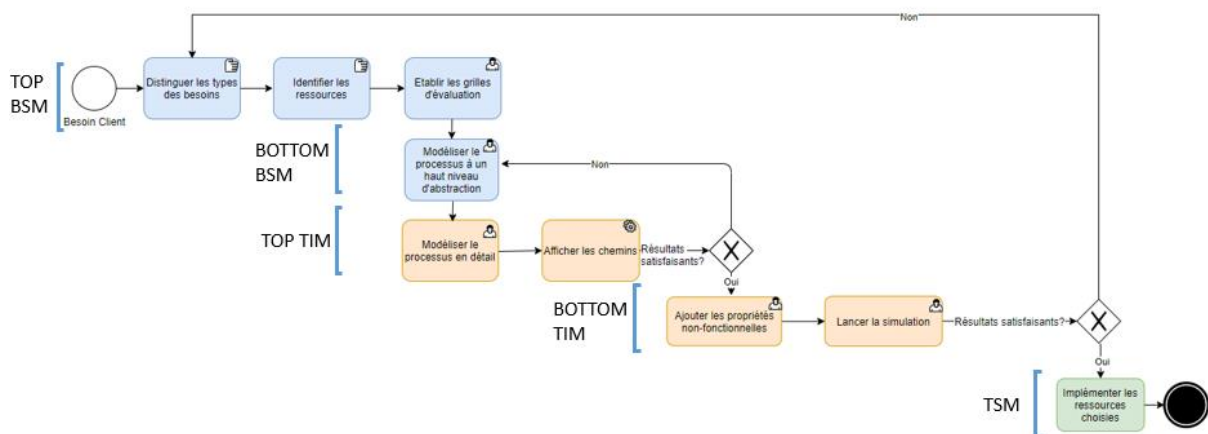 Non
TOP
BSM
Besoin Client
Distinguer les types
des besoins
Identifier les
ressources
Etablir les grilles
d'évaluation
BOTTOM
BSM
Modéliser le
processus à un
haut niveau
d'abstraction
Non
TOP TIM
Modéliser le
processus en détail
Afficher les chemins
Résultats
satisfaisants?
Oui
BOTTOM
TIM
Ajouter les propriétés
non-fonctionnelles
Lancer la simulation
Résultats satisfaisants?
Oui
TSM
Implémenter les
ressources
choisies